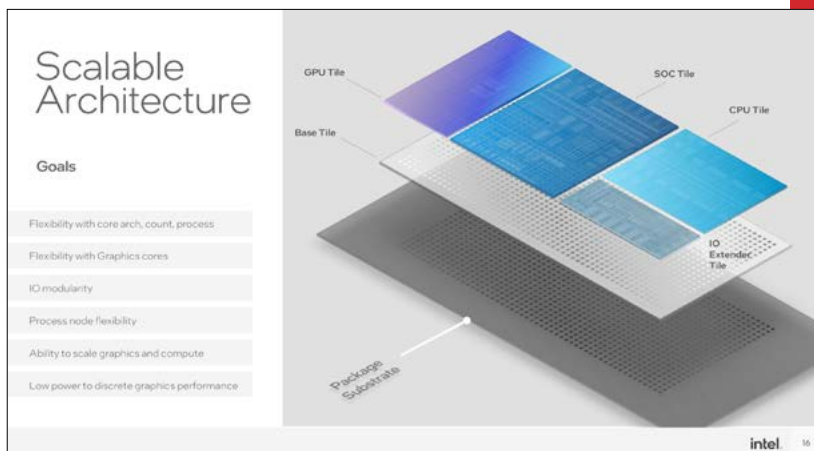 Scalable
Architecture
Goals
Flexibility with core arch, count, process
Flexibility with Graphics cores
IO modularity
Process node flexibility
Ability to scale graphics and compute
Low power to discrete graphics performance
GPU Tile
SOC Tile
CPU Tile
Base Tile
IO
Extender
Tile
Package
Substrate
intel.
16